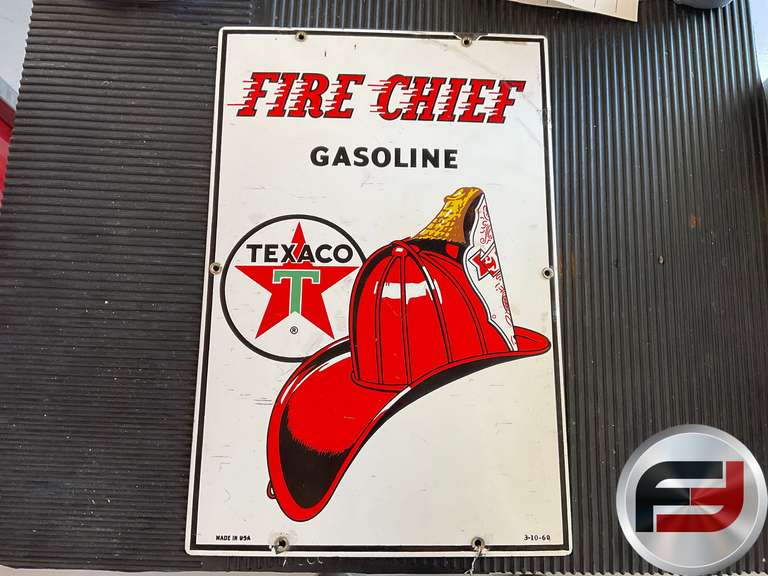 FIRE CHIEF
GASOLINE
TEXACO
T
®
F
MADE IN USA
3-10-60